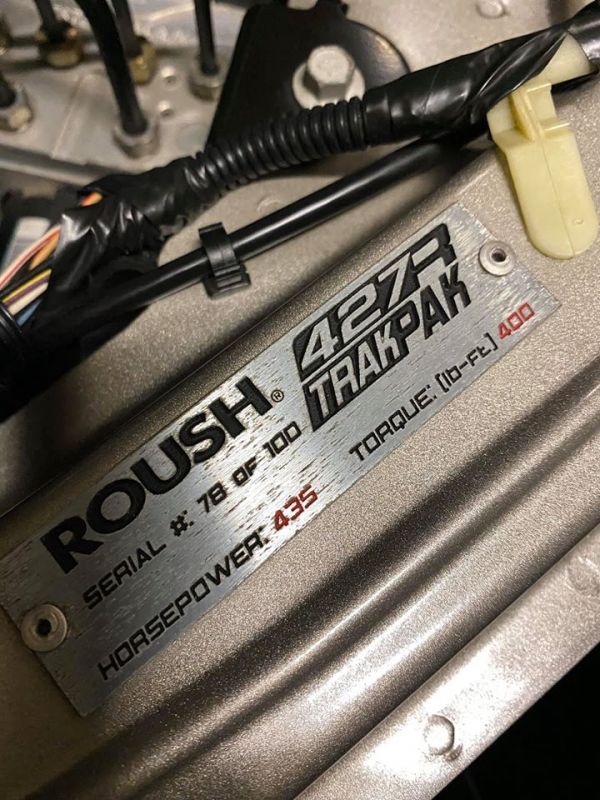 ROUSH® 427R
TRAKPAK
SERIAL #: 78 OF 100
HORSEPOWER: 435 TORQUE: (lb-Ft) 400